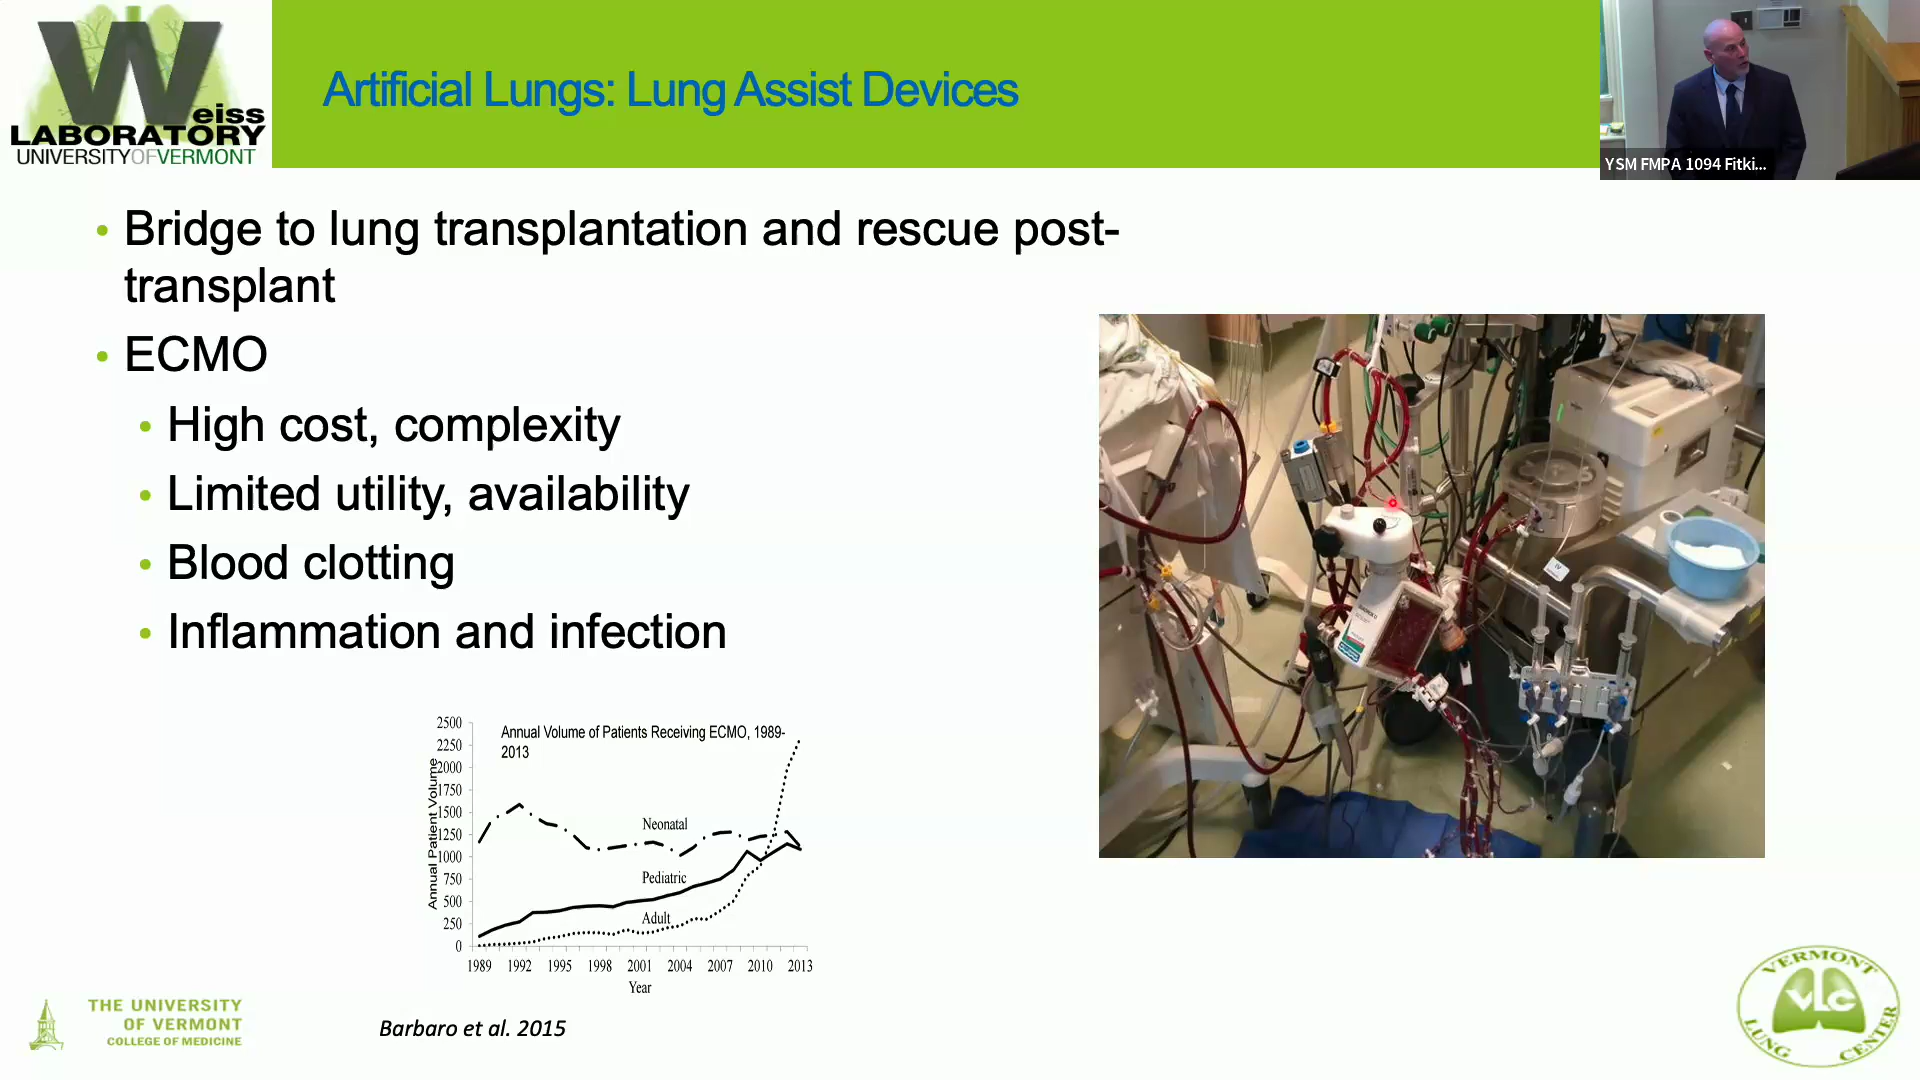 W
eiss
LABORATORY
UNIVERSITYOFVERMONT
Artificial Lungs: Lung Assist Devices
YSM FMPA 1094 Fitki...
• Bridge to lung transplantation and rescue post-
transplant
• ECMO
• High cost, complexity
• Limited utility, availability
• Blood clotting
• Inflammation and infection
Annual Volume of Patients Receiving ECMO, 1989-
2013
Annual Patient Volume
2500
2250
2000
1750
1500
1250
1000
750
500
250
0
Neonatal
Pediatric
Adult
1989 1992 1995 1998 2001 2004 2007 2010 2013
Year
Barbaro et al. 2015
THE UNIVERSITY
OF VERMONT
COLLEGE OF MEDICINE
VERMONT
VLC
LUNG CENTER